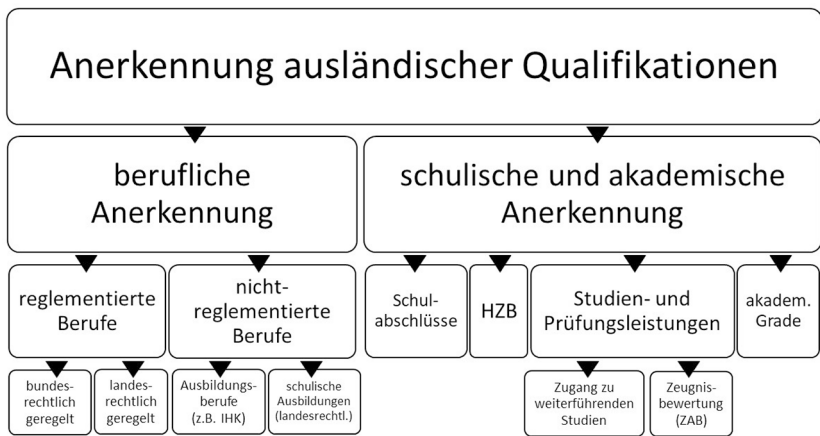 Anerkennung ausländischer Qualifikationen
berufliche
Anerkennung
schulische und akademische
Anerkennung
reglementierte
Berufe
nicht-
reglementierte
Berufe
Schul-
abschlüsse
HZB
Studien- und
Prüfungsleistungen
akadem.
Grade
bundes-
rechtlich
geregelt
landes-
rechtlich
geregelt
Ausbildungs-
berufe
(z.B. IHK)
schulische
Ausbildungen
(landesrechtl.)
Zugang zu
weiterführenden
Studien
Zeugnis-
bewertung
(ZAB)